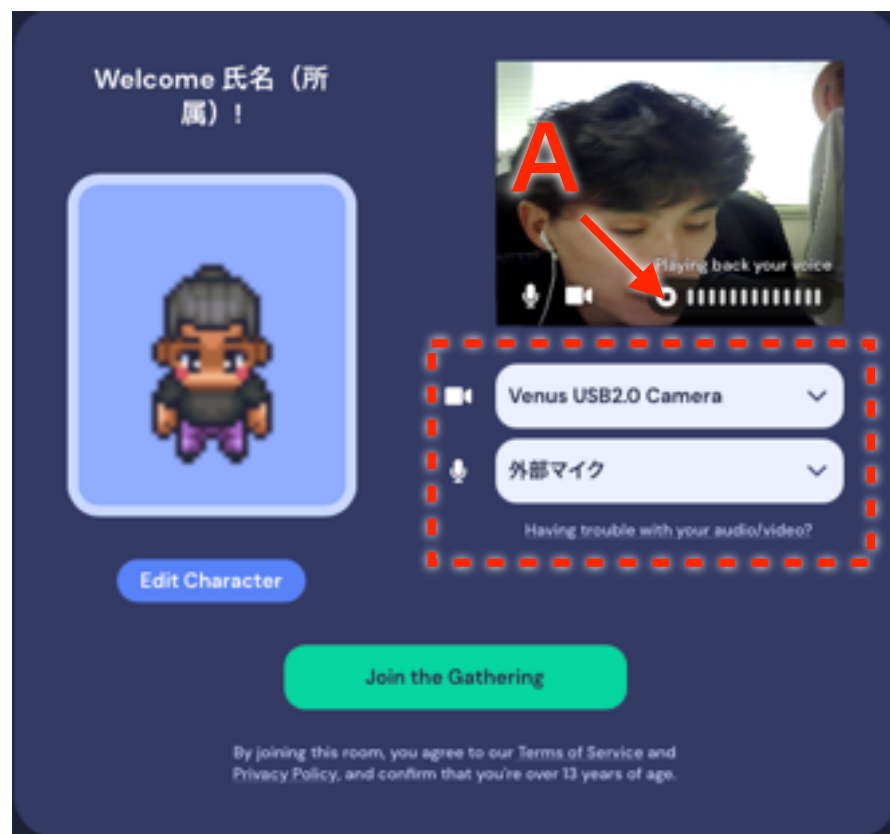 Welcome 氏名（所
属）!
A
Playing back your voice
Venus USB2.0 Camera
外部マイク
Having trouble with your audio/video?
Edit Character
Join the Gathering
By joining this room, you agree to our Terms of Service and
Privacy Policy, and confirm that you're over 13 years of age.